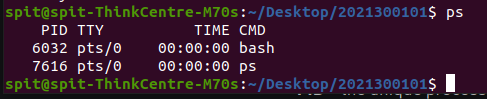 spit@spit-ThinkCentre-M70s:~/Desktop/2021300101$ ps
PID TTY TIME CMD
6032 pts/0 00:00:00 bash
7616 pts/0 00:00:00 ps
spit@spit-ThinkCentre-M70s:~/Desktop/2021300101$